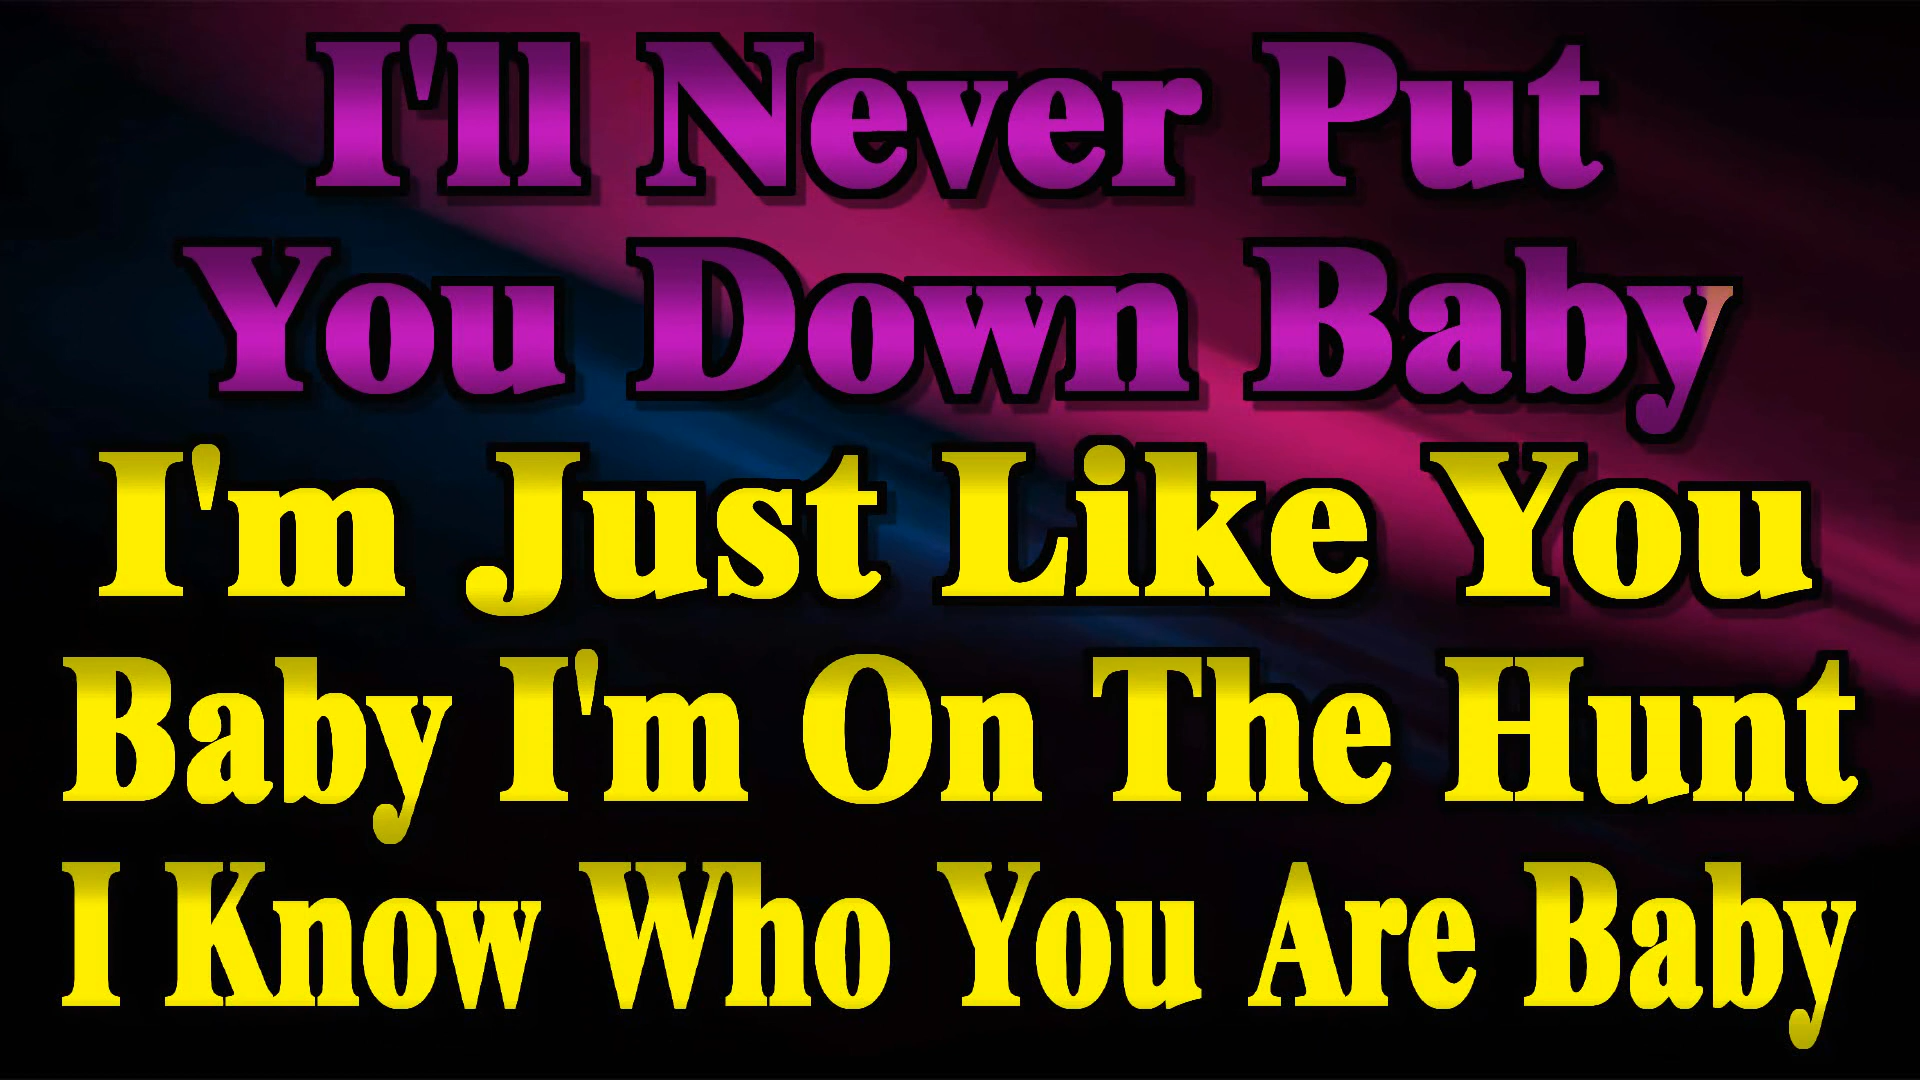 I'll Never Put
You Down Baby
I'm Just Like You
Baby I'm On The Hunt
I Know Who You Are Baby